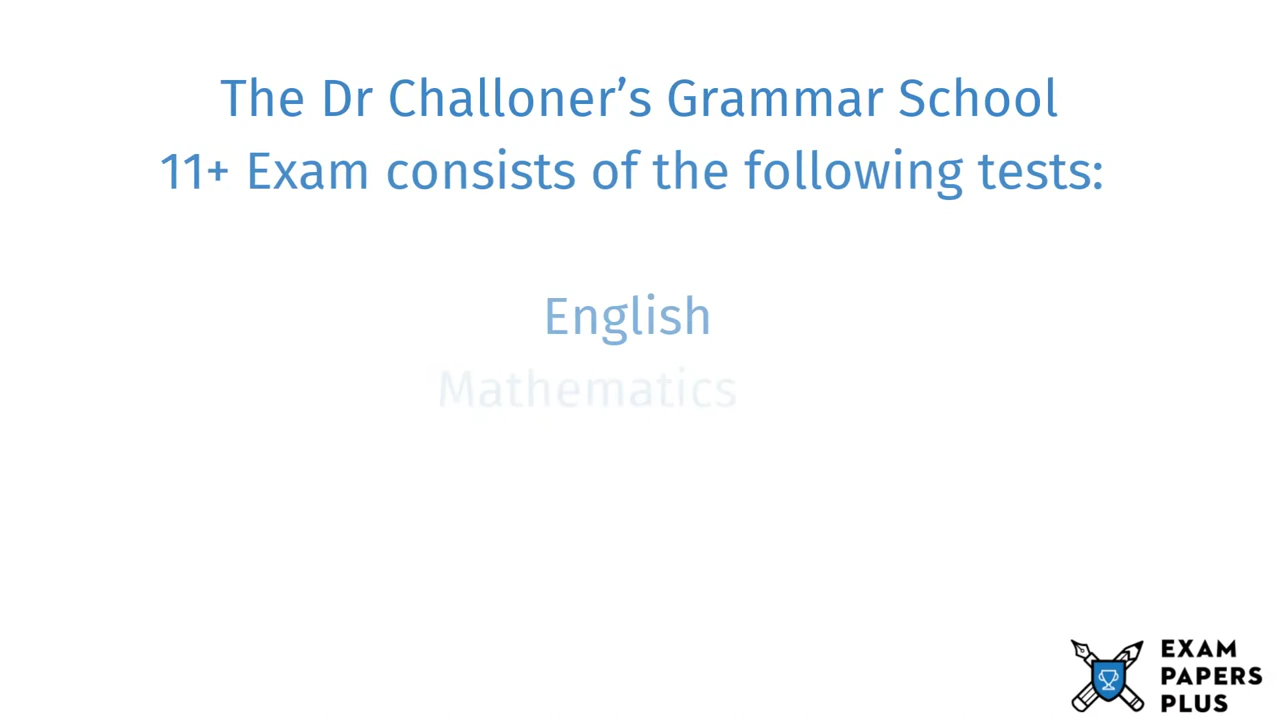 The Dr Challoner’s Grammar School
11+ Exam consists of the following tests:
English
Mathematics
EXAM
PAPERS
PLUS